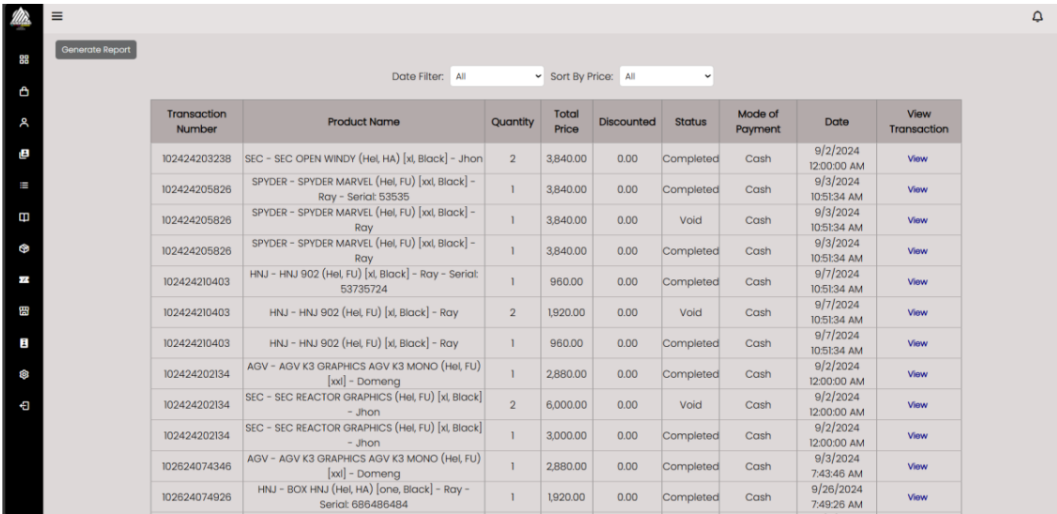 Generate Report
Date Filter: All Sort By Price: All
Transaction Number Product Name Quantity Total Price Discounted Status Mode of Payment Date View Transaction
102424203238 SEC - SEC OPEN WINDY (Hel, HA) [xl, Black] - Jhon 2 3,840.00 0.00 Completed Cash 9/2/2024 12:00:00 AM View
102424205826 SPYDER - SPYDER MARVEL (Hel, FU) [xxl, Black] - Ray - Serial: 53535 1 3,840.00 0.00 Completed Cash 9/3/2024 10:51:34 AM View
102424205826 SPYDER - SPYDER MARVEL (Hel, FU) [xxl, Black] - Ray 1 3,840.00 0.00 Void Cash 9/3/2024 10:51:34 AM View
102424205826 SPYDER - SPYDER MARVEL (Hel, FU) [xxl, Black] - Ray 1 3,840.00 0.00 Completed Cash 9/3/2024 10:51:34 AM View
102424210403 HNJ - HNJ 902 (Hel, FU) [xl, Black] - Ray - Serial: 53735724 1 960.00 0.00 Completed Cash 9/7/2024 10:51:34 AM View
102424210403 HNJ - HNJ 902 (Hel, FU) [xl, Black] - Ray 2 1,920.00 0.00 Void Cash 9/7/2024 10:51:34 AM View
102424210403 HNJ - HNJ 902 (Hel, FU) [xl, Black] - Ray 1 960.00 0.00 Completed Cash 9/7/2024 10:51:34 AM View
102424202134 AGV - AGV K3 GRAPHICS AGV K3 MONO (Hel, FU) [xxl] - Domeng 1 2,880.00 0.00 Completed Cash 9/2/2024 12:00:00 AM View
102424202134 SEC - SEC REACTOR GRAPHICS (Hel, FU) [xl, Black] - Jhon 2 6,000.00 0.00 Void Cash 9/2/2024 12:00:00 AM View
102424202134 SEC - SEC REACTOR GRAPHICS (Hel, FU) [xl, Black] - Jhon 1 3,000.00 0.00 Completed Cash 9/2/2024 12:00:00 AM View
102624074346 AGV - AGV K3 GRAPHICS AGV K3 MONO (Hel, FU) [xxl] - Domeng 1 2,880.00 0.00 Completed Cash 9/3/2024 7:43:46 AM View
102624074926 HNJ - BOX HNJ (Hel, HA) [one, Black] - Ray - Serial: 686486484 1 1,920.00 0.00 Completed Cash 9/26/2024 7:49:26 AM View